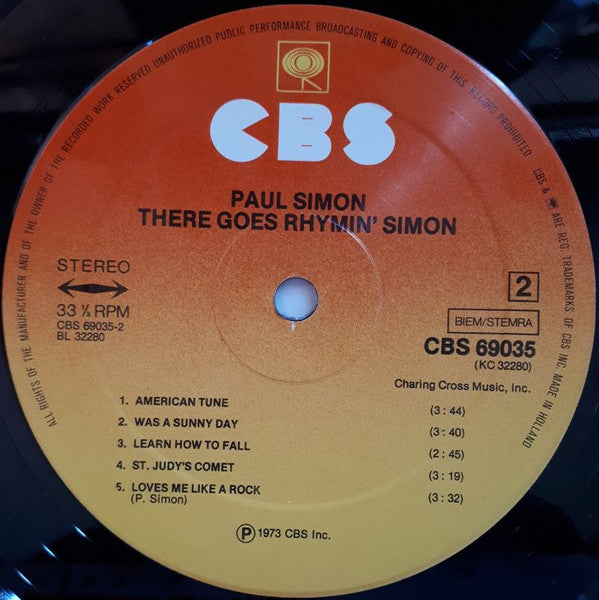 ALL RIGHTS OF THE MANUFACTURER AND OF THE OWNER OF THE RECORDED WORK RESERVED UNAUTHORIZED PUBLIC PERFORMANCE BROADCASTING AND COPYING OF THIS RECORD PROHIBITED
CBS & ARE REG. TRADEMARKS OF CBS INC. MADE IN HOLLAND
CBS
PAUL SIMON
THERE GOES RHYMIN' SIMON
STEREO
33 ⅓ RPM
CBS 69035-2
BL 32280
2
BIEM/STEMRA
CBS 69035
(KC 32280)
Charing Cross Music, Inc.
1. AMERICAN TUNE (3 : 44)
2. WAS A SUNNY DAY (3 : 40)
3. LEARN HOW TO FALL (2 : 45)
4. ST. JUDY'S COMET (3 : 19)
5. LOVES ME LIKE A ROCK (3 : 32)
(P. Simon)
Ⓟ 1973 CBS Inc.